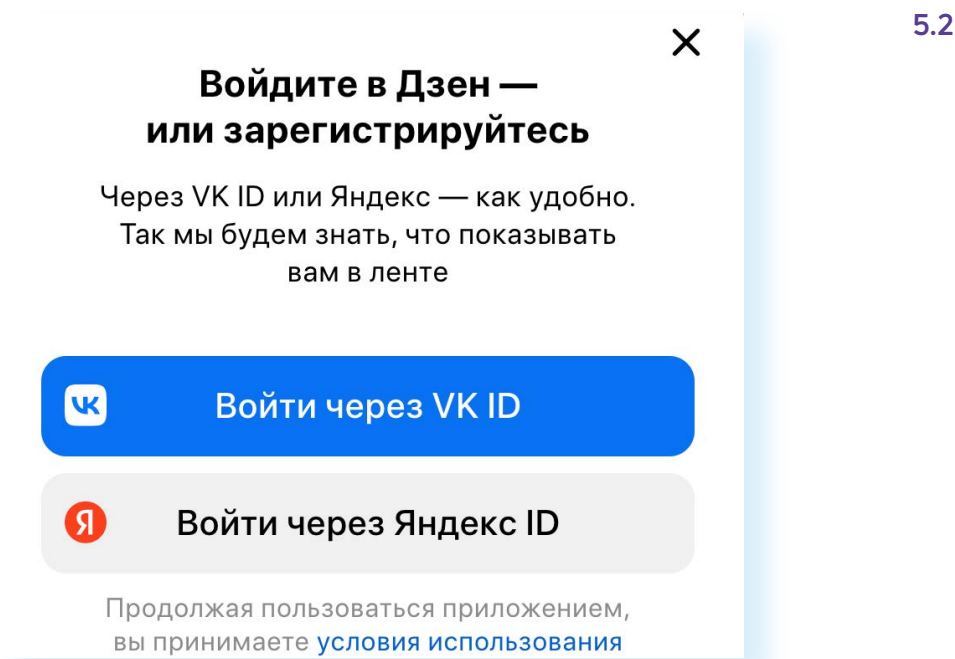 5.2
Войдите в Дзен —
или зарегистрируйтесь
Через VK ID или Яндекс — как удобно.
Так мы будем знать, что показывать
вам в ленте
Войти через VK ID
Я Войти через Яндекс ID
Продолжая пользоваться приложением,
вы принимаете условия использования